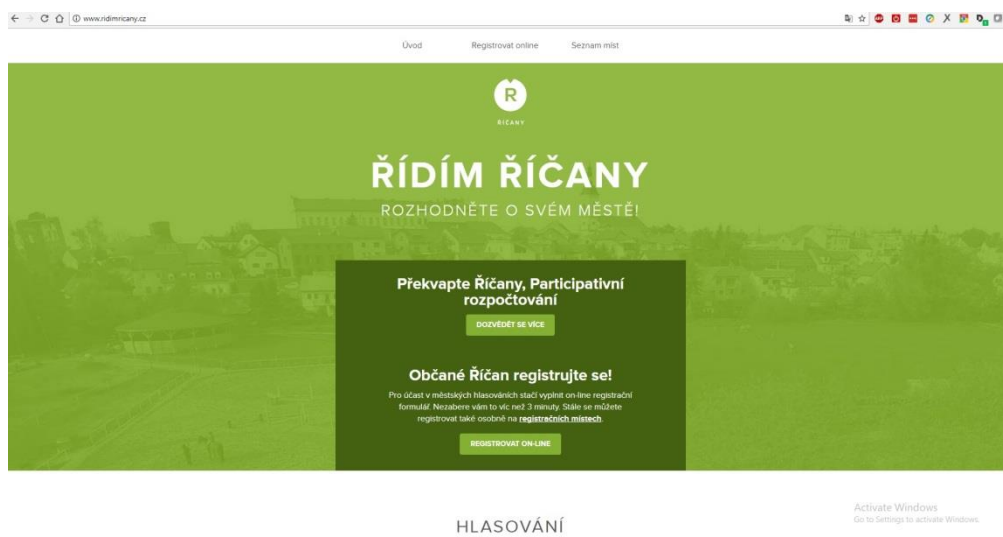 www.ridimricany.cz
Úvod Registrovat online Seznam míst
Ř
ŘÍČANY
ŘÍDÍM ŘÍČANY
ROZHODNĚTE O SVÉM MĚSTĚ!
Překvapte Říčany, Participativní
rozpočtování
DOZVĚDĚT SE VÍCE
Občané Říčan registrujte se!
Pro účast v městských hlasováních stačí vyplnit on-line registrační
formulář. Nezabere vám to víc než 3 minuty. Stále se můžete
registrovat také osobně na registračních místech.
REGISTROVAT ON-LINE
HLASOVÁNÍ
Activate Windows
Go to Settings to activate Windows.